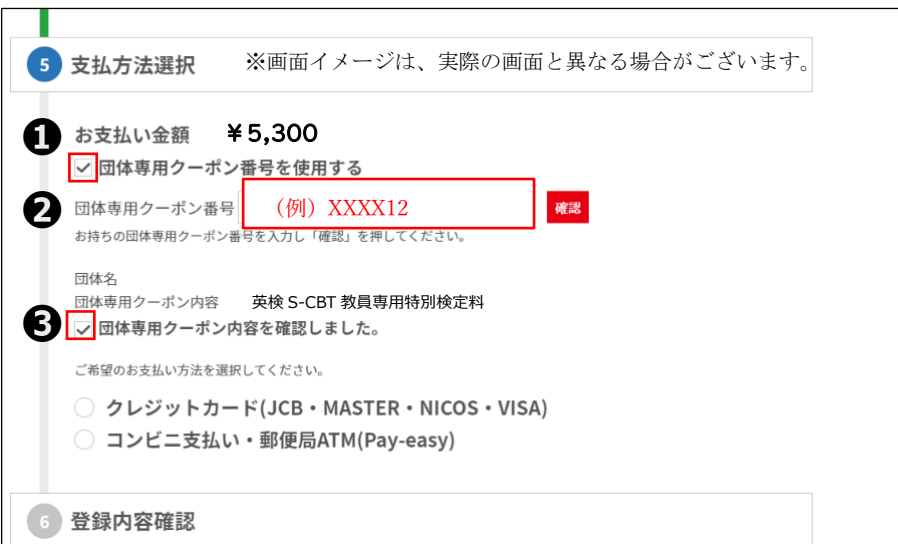 5 支払方法選択 ※画面イメージは、実際の画面と異なる場合がございます。
❶ お支払い金額 ¥5,300
団体専用クーポン番号を使用する
❷ 団体専用クーポン番号 （例）XXXX12 確認
お持ちの団体専用クーポン番号を入力し「確認」を押してください。
団体名
団体専用クーポン内容 英検 S-CBT 教員専用特別検定料
❸ 団体専用クーポン内容を確認しました。
ご希望のお支払い方法を選択してください。
クレジットカード(JCB・MASTER・NICOS・VISA)
コンビニ支払い・郵便局ATM(Pay-easy)
6 登録内容確認